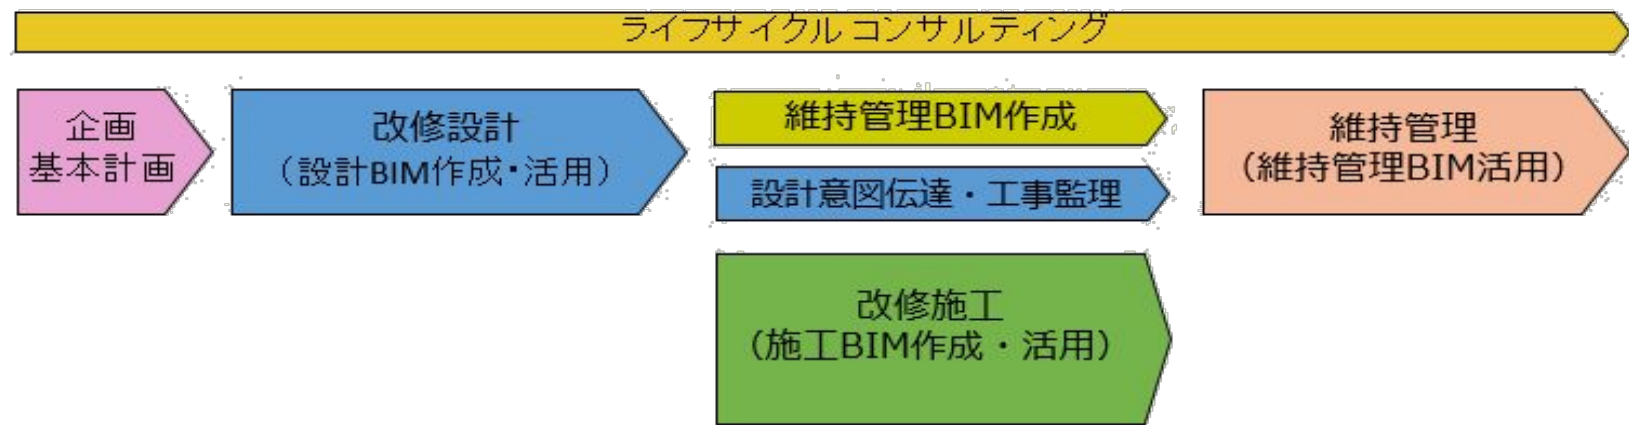 ライフサイクル コンサルティング
企画
基本計画
改修設計
（設計BIM作成・活用）
維持管理BIM作成
設計意図伝達・工事監理
改修施工
（施工BIM作成・活用）
維持管理
（維持管理BIM活用）